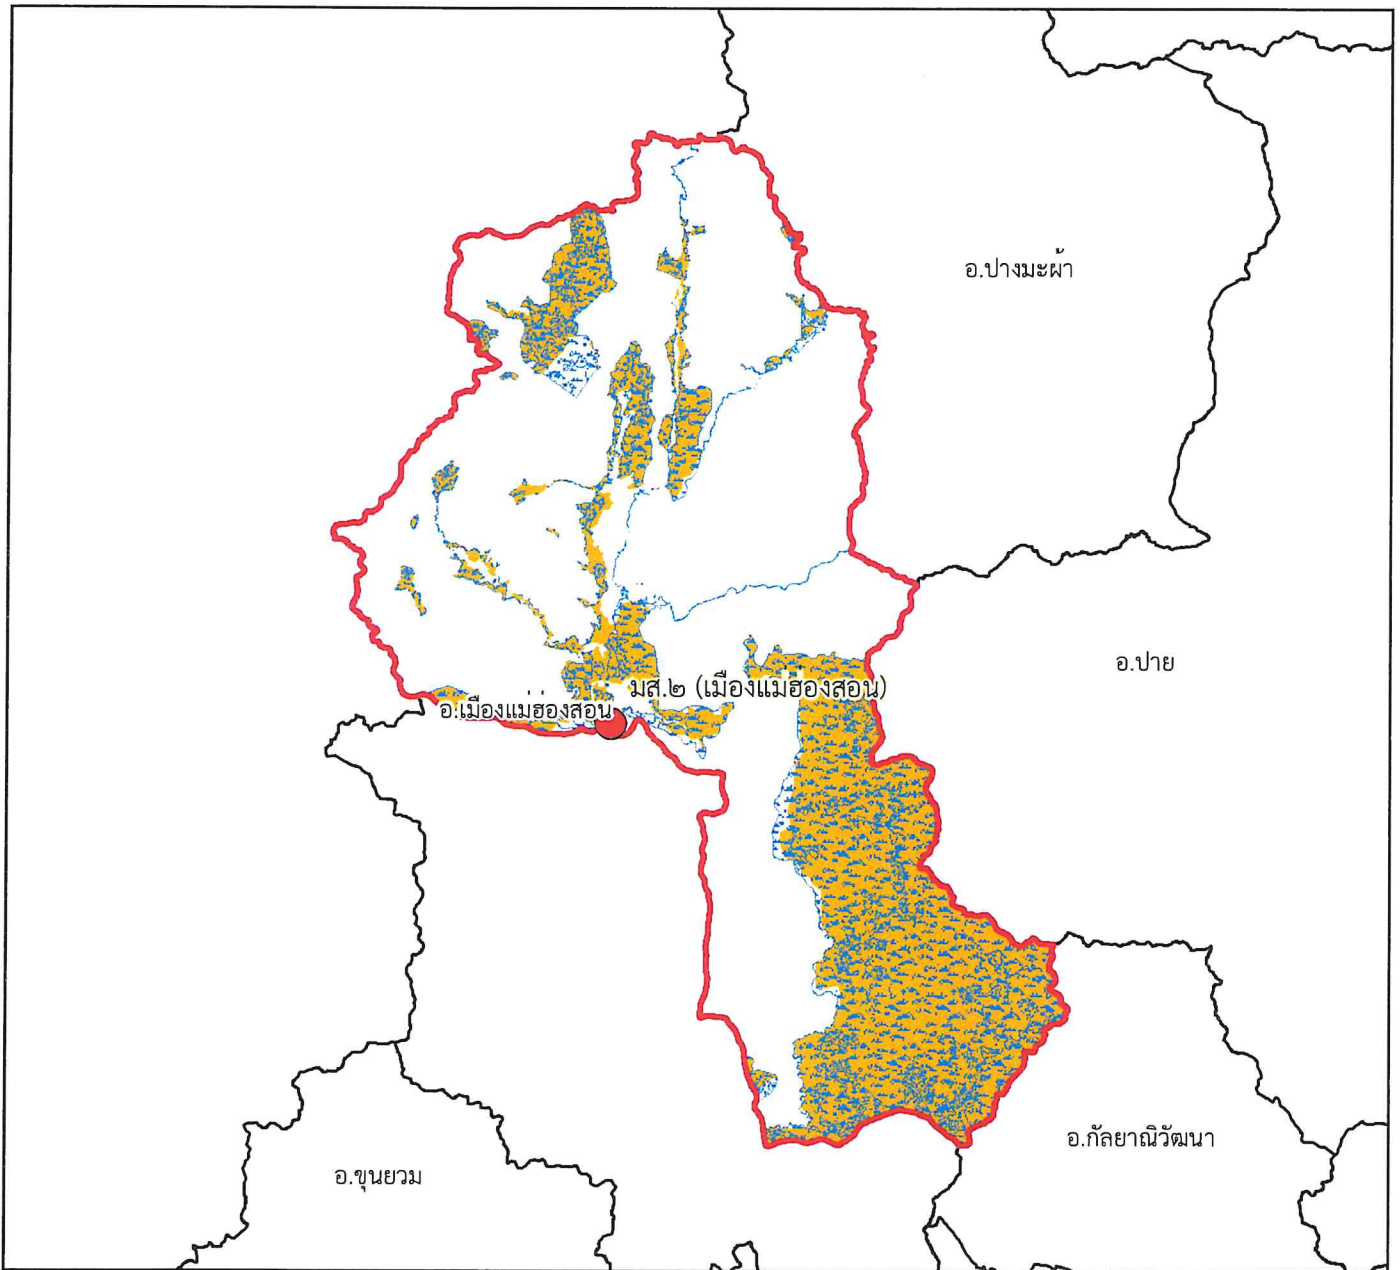 อ.ปางมะผ้า
อ.ปาย
มส.๒ (เมืองแม่ฮ่องสอน)
อ.เมืองแม่ฮ่องสอน
อ.กัลยาณิวัฒนา
อ.ขุนยวม